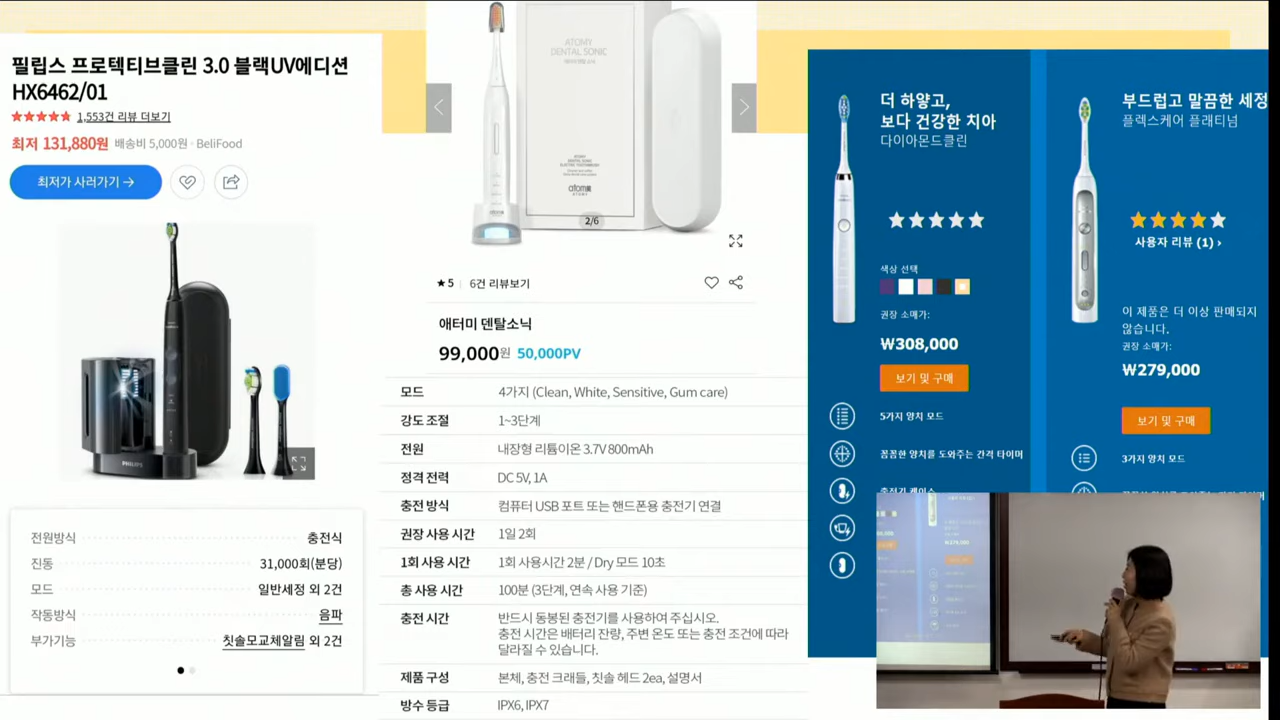 필립스 프로텍티브클린 3.0 블랙UV에디션
HX6462/01
1,553건 리뷰 더보기
최저 131,880원 배송비 5,000원 · BeliFood
최저가 사러가기 →
PHILIPS
전원방식 충전식
진동 31,000회(분당)
모드 일반세정 외 2건
작동방식 음파
부가기능 칫솔모교체알림 외 2건
ATOMY
DENTAL SONIC
애터미 덴탈소닉
ATOMY
DENTAL SONIC
atom美
2/6
★5 6건 리뷰보기
애터미 덴탈소닉
99,000원 50,000PV
모드 4가지 (Clean, White, Sensitive, Gum care)
강도 조절 1~3단계
전원 내장형 리튬이온 3.7V 800mAh
정격 전력 DC 5V, 1A
충전 방식 컴퓨터 USB 포트 또는 핸드폰용 충전기 연결
권장 사용 시간 1일 2회
1회 사용 시간 1회 사용시간 2분 / Dry 모드 10초
총 사용 시간 100분 (3단계, 연속 사용 기준)
충전 시간 반드시 동봉된 충전기를 사용하여 주십시오.
충전 시간은 배터리 잔량, 주변 온도 또는 충전 조건에 따라
달라질 수 있습니다.
제품 구성 본체, 충전 크래들, 칫솔 헤드 2ea, 설명서
방수 등급 IPX6, IPX7
더 하얗고,
보다 건강한 치아
다이아몬드클린
색상 선택
권장 소매가:
₩308,000
보기 및 구매
5가지 양치 모드
꼼꼼한 양치를 도와주는 간격 타이머
충전기 케이스
부드럽고 말끔한 세정
플렉스케어 플래티넘
사용자 리뷰 (1) ›
이 제품은 더 이상 판매되지
않습니다.
권장 소매가:
₩279,000
보기 및 구매
3가지 양치 모드